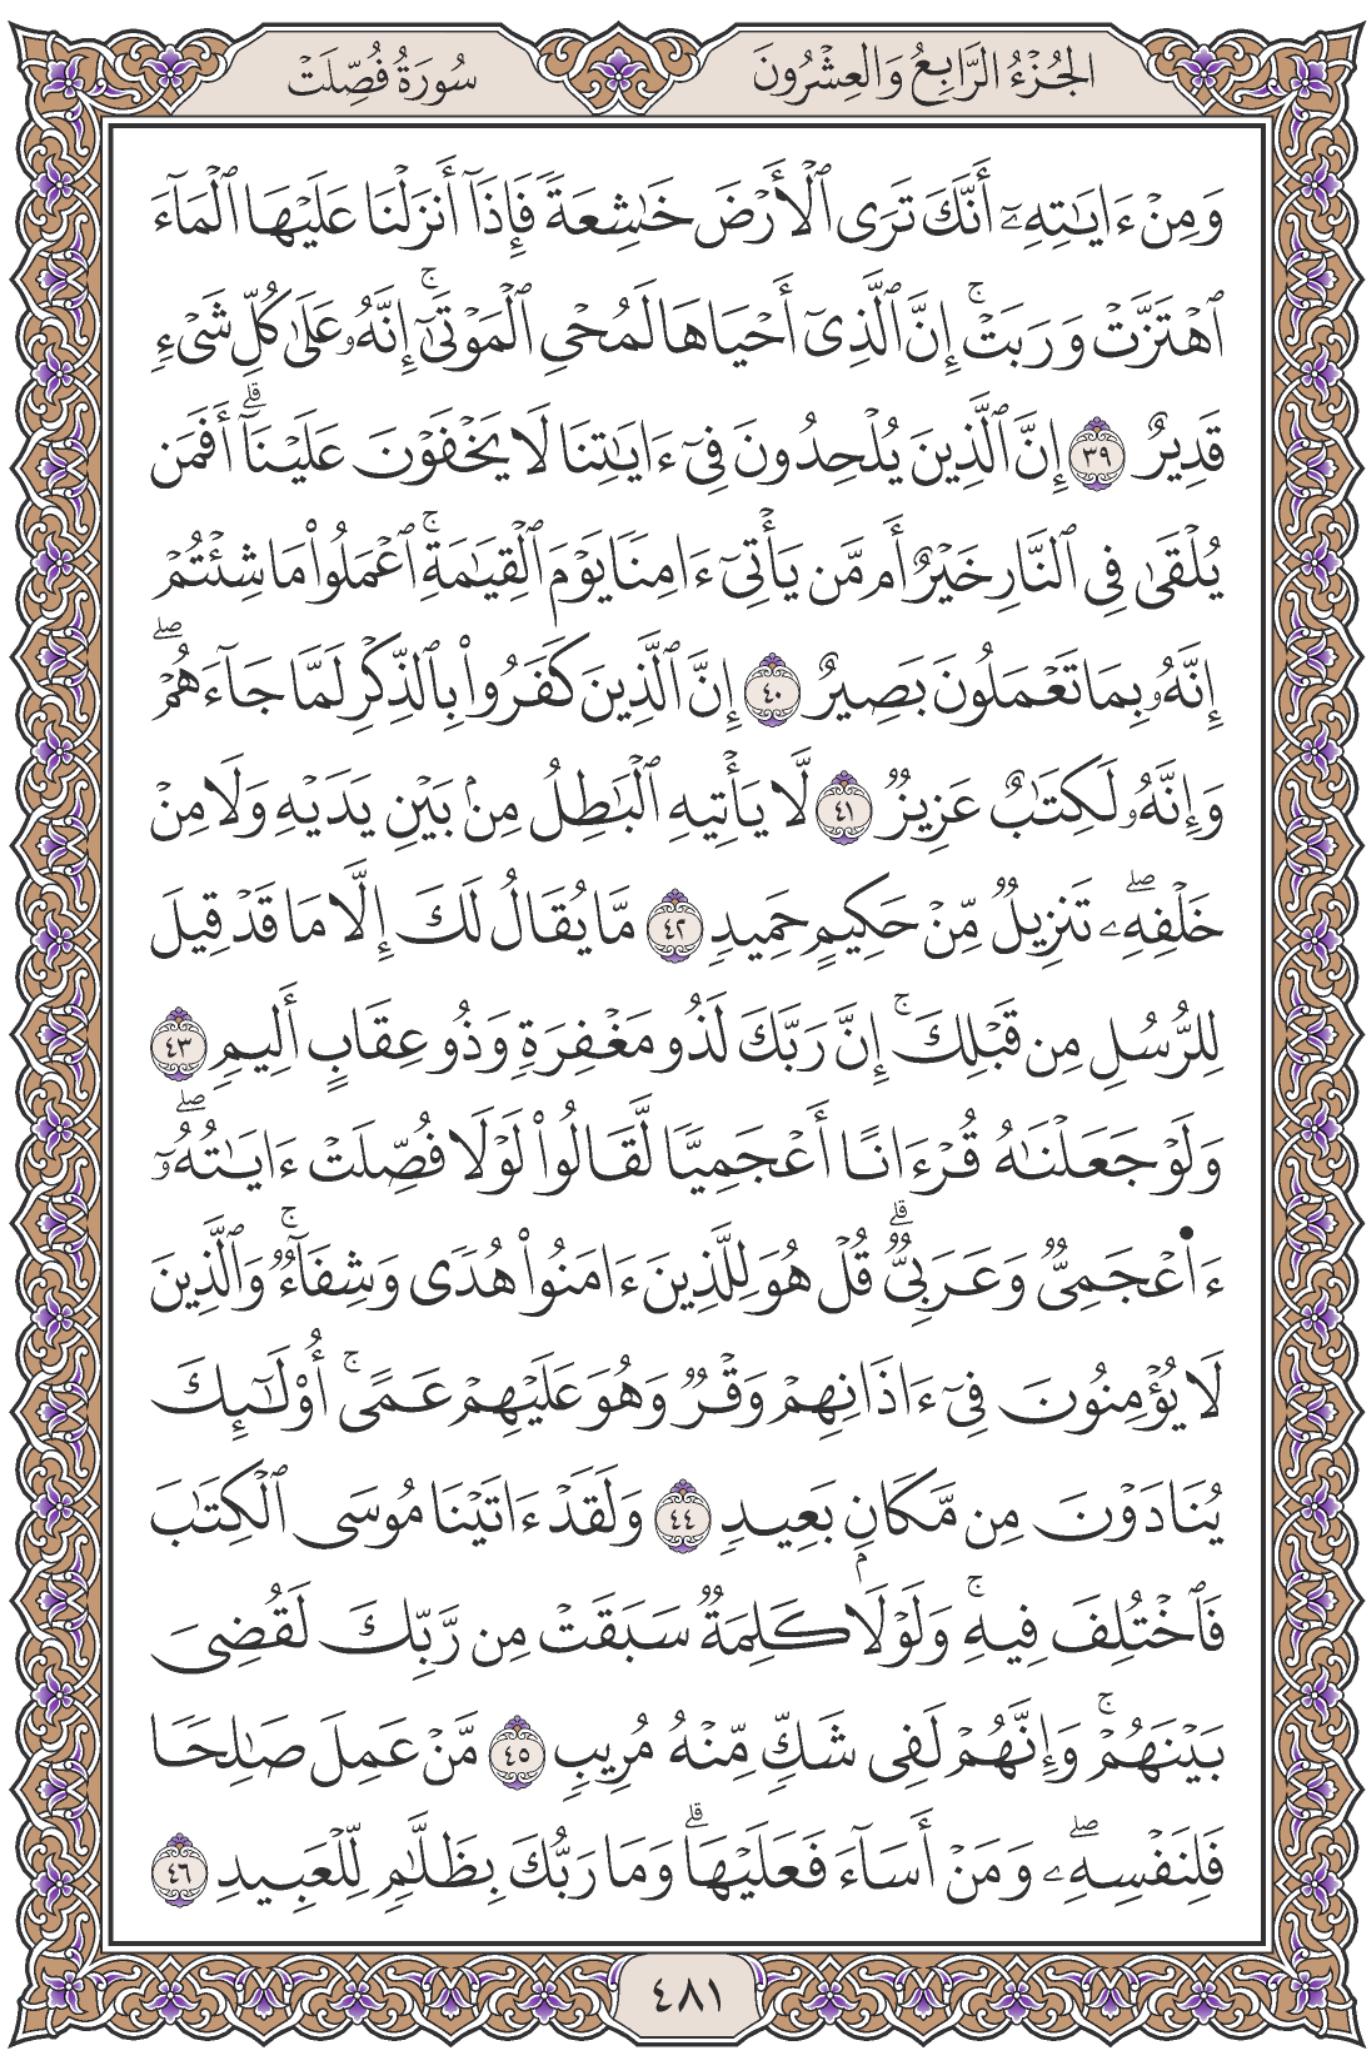 الجُزْءُ الرَّابِعُ وَالعِشْرُونَ
سُورَةُ فُصِّلَتْ
وَمِنْ ءَايَٰتِهِۦٓ أَنَّكَ تَرَى ٱلْأَرْضَ خَٰشِعَةً فَإِذَآ أَنزَلْنَا عَلَيْهَا ٱلْمَآءَ
ٱهْتَزَّتْ وَرَبَتْ ۚ إِنَّ ٱلَّذِىٓ أَحْيَاهَا لَمُحْىِ ٱلْمَوْتَىٰٓ ۚ إِنَّهُۥ عَلَىٰ كُلِّ شَىْءٍ
قَدِيرٌ ٣٩ إِنَّ ٱلَّذِينَ يُلْحِدُونَ فِىٓ ءَايَٰتِنَا لَا يَخْفَوْنَ عَلَيْنَآ ۗ أَفَمَن
يُلْقَىٰ فِى ٱلنَّارِ خَيْرٌ أَم مَّن يَأْتِىٓ ءَامِنًا يَوْمَ ٱلْقِيَٰمَةِ ۚ ٱعْمَلُوا۟ مَا شِئْتُمْ
إِنَّهُۥ بِمَا تَعْمَلُونَ بَصِيرٌ ٤٠ إِنَّ ٱلَّذِينَ كَفَرُوا۟ بِٱلذِّكْرِ لَمَّا جَآءَهُمْ ۖ
وَإِنَّهُۥ لَكِتَٰبٌ عَزِيزٌ ٤١ لَّا يَأْتِيهِ ٱلْبَٰطِلُ مِنۢ بَيْنِ يَدَيْهِ وَلَا مِنْ
خَلْفِهِۦ ۖ تَنزِيلٌ مِّنْ حَكِيمٍ حَمِيدٍ ٤٢ مَّا يُقَالُ لَكَ إِلَّا مَا قَدْ قِيلَ
لِلرُّسُلِ مِن قَبْلِكَ ۚ إِنَّ رَبَّكَ لَذُو مَغْفِرَةٍ وَذُو عِقَابٍ أَلِيمٍ ٤٣
وَلَوْ جَعَلْنَٰهُ قُرْءَانًا أَعْجَمِيًّا لَّقَالُوا۟ لَوْلَا فُصِّلَتْ ءَايَٰتُهُۥٓ ۖ
ءَا۬عْجَمِىٌّ وَعَرَبِىٌّ ۗ قُلْ هُوَ لِلَّذِينَ ءَامَنُوا۟ هُدًى وَشِفَآءٌ ۚ وَٱلَّذِينَ
لَا يُؤْمِنُونَ فِىٓ ءَاذَانِهِمْ وَقْرٌ وَهُوَ عَلَيْهِمْ عَمًى ۚ أُو۟لَٰٓئِكَ
يُنَادَوْنَ مِن مَّكَانٍۭ بَعِيدٍ ٤٤ وَلَقَدْ ءَاتَيْنَا مُوسَى ٱلْكِتَٰبَ
فَٱخْتُلِفَ فِيهِ ۚ وَلَوْلَا كَلِمَةٌ سَبَقَتْ مِن رَّبِّكَ لَقُضِىَ
بَيْنَهُمْ ۚ وَإِنَّهُمْ لَفِى شَكٍّ مِّنْهُ مُرِيبٍ ٤٥ مَّنْ عَمِلَ صَٰلِحًا
فَلِنَفْسِهِۦ ۖ وَمَنْ أَسَآءَ فَعَلَيْهَا ۗ وَمَا رَبُّكَ بِظَلَّٰمٍ لِّلْعَبِيدِ ٤٦
٤٨١